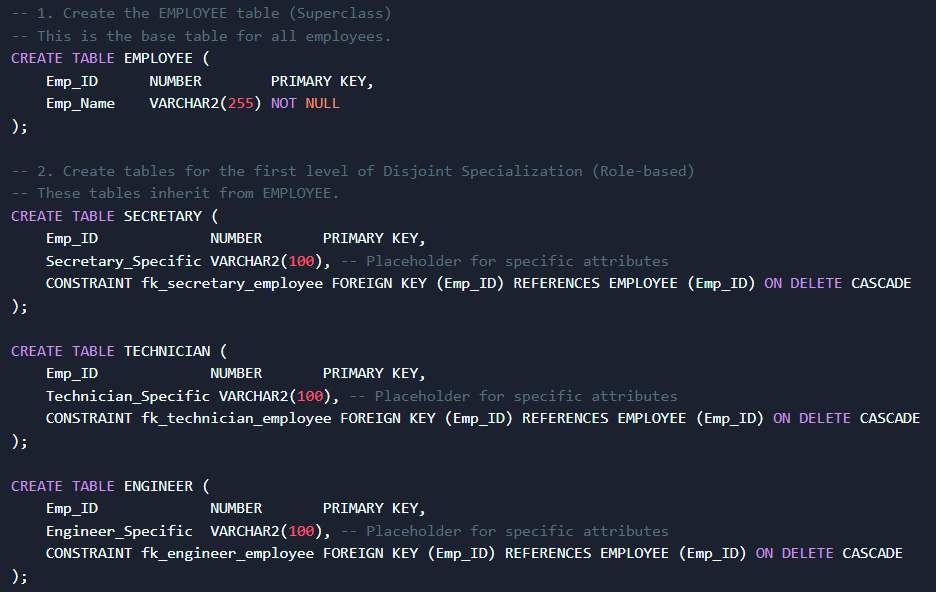 -- 1. Create the EMPLOYEE table (Superclass)
-- This is the base table for all employees.
CREATE TABLE EMPLOYEE (
    Emp_ID      NUMBER        PRIMARY KEY,
    Emp_Name    VARCHAR2(255) NOT NULL
);

-- 2. Create tables for the first level of Disjoint Specialization (Role-based)
-- These tables inherit from EMPLOYEE.
CREATE TABLE SECRETARY (
    Emp_ID             NUMBER       PRIMARY KEY,
    Secretary_Specific VARCHAR2(100), -- Placeholder for specific attributes
    CONSTRAINT fk_secretary_employee FOREIGN KEY (Emp_ID) REFERENCES EMPLOYEE (Emp_ID) ON DELETE CASCADE
);

CREATE TABLE TECHNICIAN (
    Emp_ID             NUMBER       PRIMARY KEY,
    Technician_Specific VARCHAR2(100), -- Placeholder for specific attributes
    CONSTRAINT fk_technician_employee FOREIGN KEY (Emp_ID) REFERENCES EMPLOYEE (Emp_ID) ON DELETE CASCADE
);

CREATE TABLE ENGINEER (
    Emp_ID             NUMBER       PRIMARY KEY,
    Engineer_Specific  VARCHAR2(100), -- Placeholder for specific attributes
    CONSTRAINT fk_engineer_employee FOREIGN KEY (Emp_ID) REFERENCES EMPLOYEE (Emp_ID) ON DELETE CASCADE
);